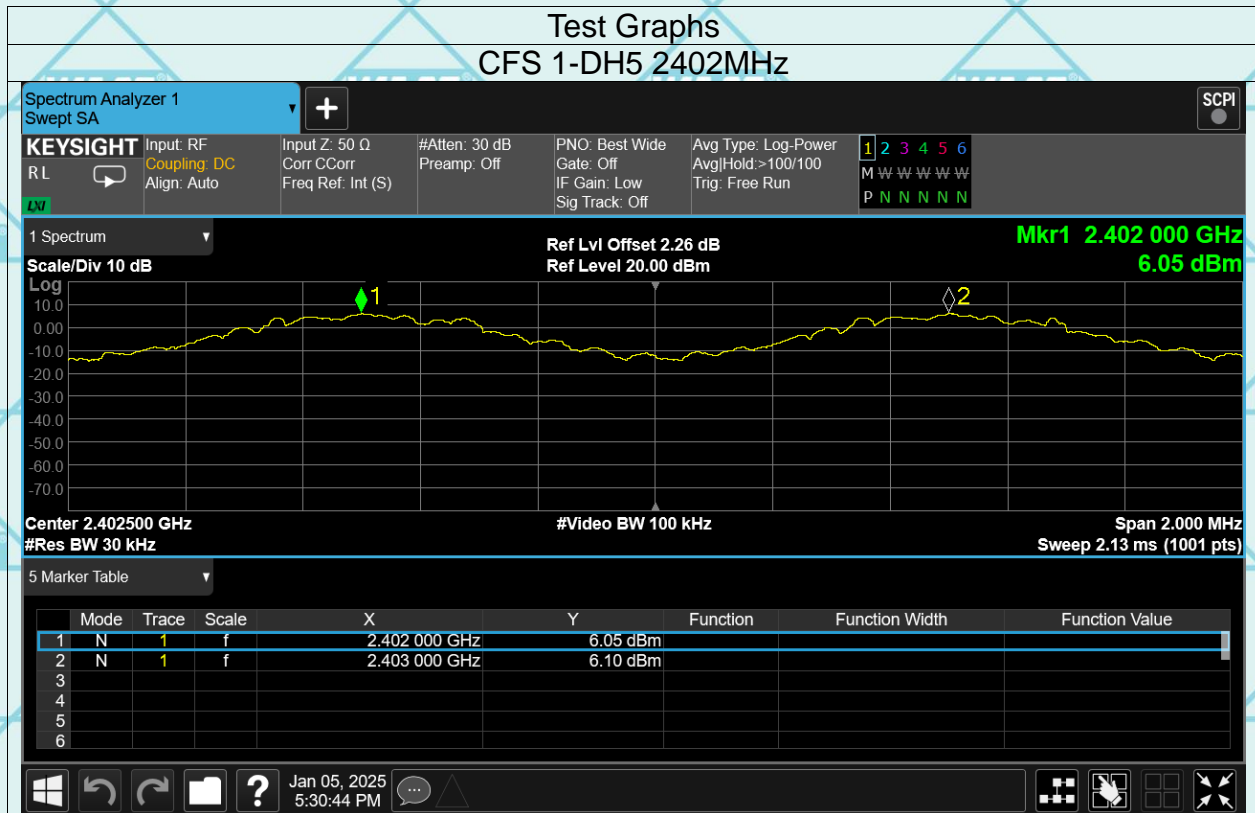 Test Graphs
CFS 1-DH5 2402MHz
Spectrum Analyzer 1
Swept SA
+
SCPI
KEYSIGHT Input: RF Input Z: 50 Ω #Atten: 30 dB PNO: Best Wide Avg Type: Log-Power 1 2 3 4 5 6
R L Coupling: DC Corr CCorr Preamp: Off Gate: Off Avg|Hold:>100/100 M W W W W W
Align: Auto Freq Ref: Int (S) IF Gain: Low Trig: Free Run P N N N N N
LXI Sig Track: Off
1 Spectrum Ref Lvl Offset 2.26 dB Mkr1 2.402 000 GHz
Scale/Div 10 dB Ref Level 20.00 dBm 6.05 dBm
Log
1 2
10.0
0.00
-10.0
-20.0
-30.0
-40.0
-50.0
-60.0
-70.0
Center 2.402500 GHz #Video BW 100 kHz Span 2.000 MHz
#Res BW 30 kHz Sweep 2.13 ms (1001 pts)
5 Marker Table
Mode Trace Scale X Y Function Function Width Function Value
1 N 1 f 2.402 000 GHz 6.05 dBm
2 N 1 f 2.403 000 GHz 6.10 dBm
3
4
5
6
? Jan 05, 2025
5:30:44 PM